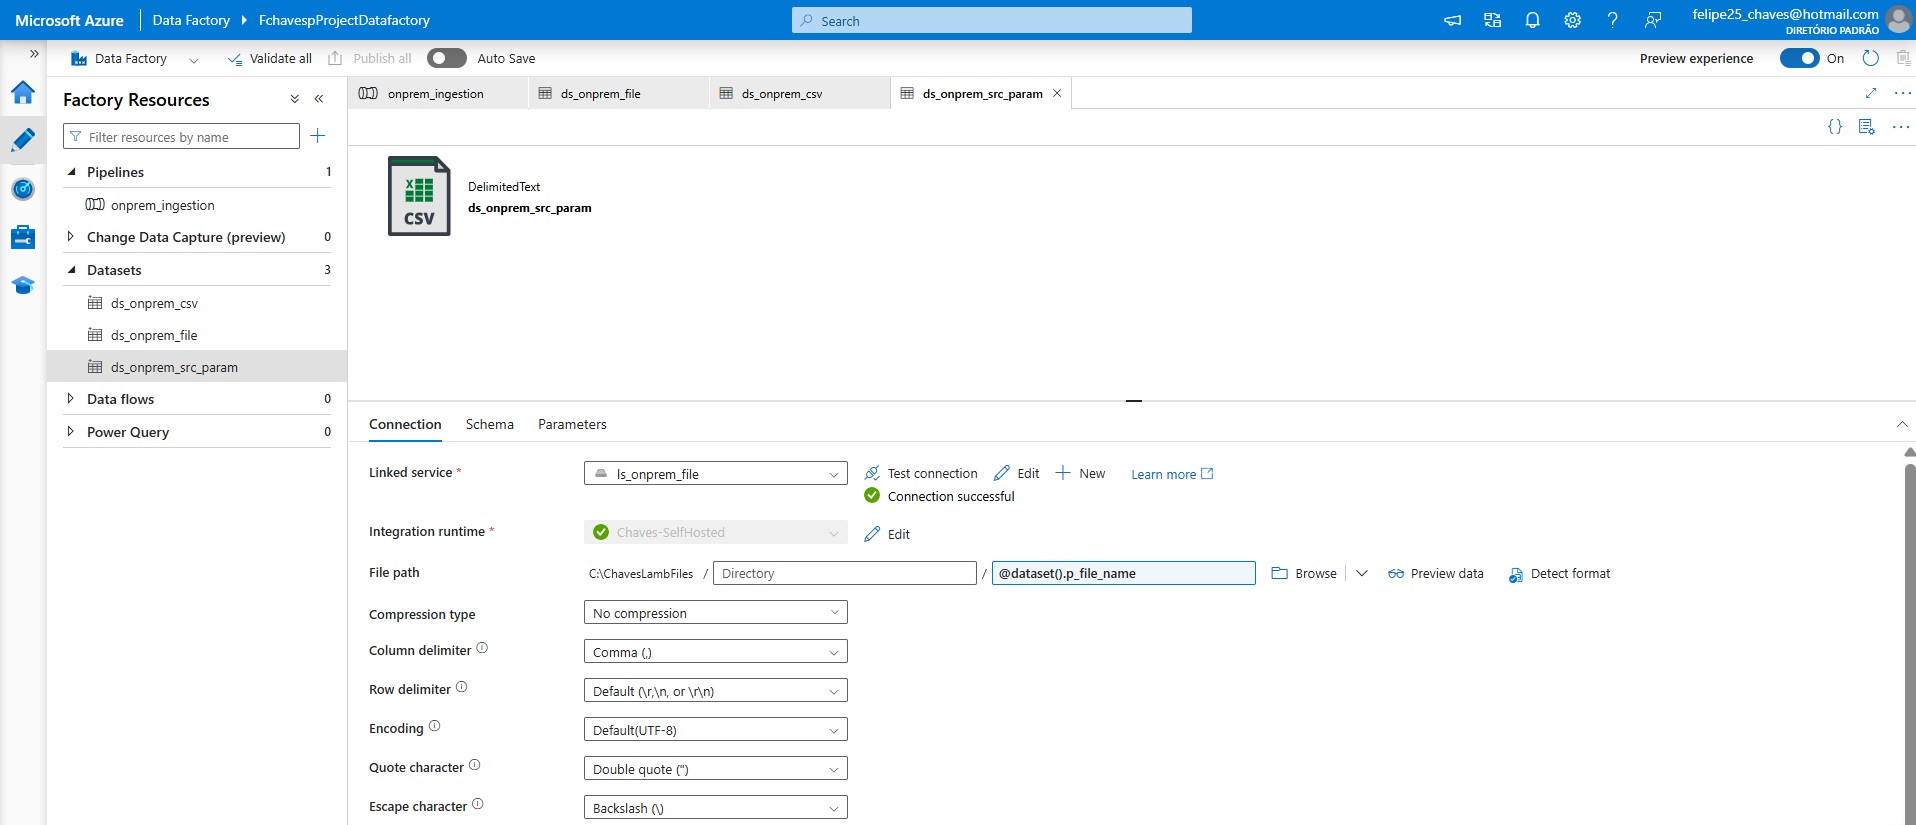 Microsoft Azure Data Factory FchavespProjectDatafactory Search felipe25_chaves@hotmail.com
DIRETÓRIO PADRÃO
Data Factory Validate all Publish all Auto Save Preview experience On
Factory Resources
Filter resources by name
Pipelines 1
onprem_ingestion
Change Data Capture (preview) 0
Datasets 3
ds_onprem_csv
ds_onprem_file
ds_onprem_src_param
Data flows 0
Power Query 0
onprem_ingestion ds_onprem_file ds_onprem_csv ds_onprem_src_param
CSV
DelimitedText
ds_onprem_src_param
Connection Schema Parameters
Linked service * ls_onprem_file Test connection Edit New Learn more
Connection successful
Integration runtime * Chaves-SelfHosted Edit
File path C:\ChavesLambFiles / Directory / @dataset().p_file_name Browse Preview data Detect format
Compression type No compression
Column delimiter Comma (,)
Row delimiter Default (\r,\n, or \r\n)
Encoding Default(UTF-8)
Quote character Double quote (")
Escape character Backslash (\)